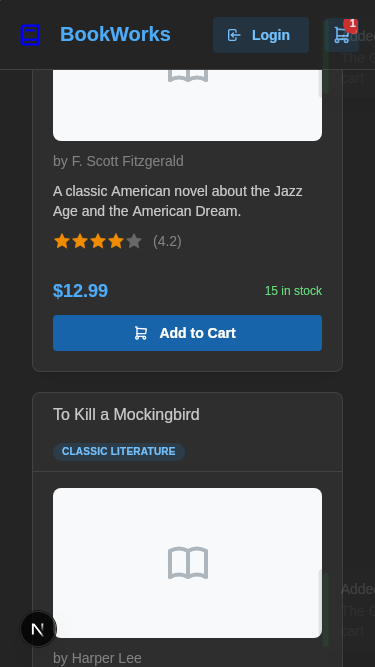 BookWorks
Login
1
Added
The G
cart
by F. Scott Fitzgerald
A classic American novel about the Jazz
Age and the American Dream.
(4.2)
$12.99
15 in stock
Add to Cart
To Kill a Mockingbird
CLASSIC LITERATURE
Added
The G
cart
N
by Harper Lee